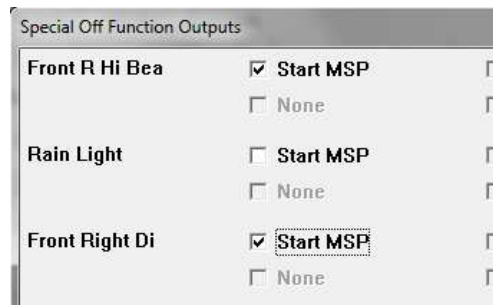 Special Off Function Outputs
Front R Hi Bea Start MSP
None
Rain Light Start MSP
None
Front Right Di Start MSP
None